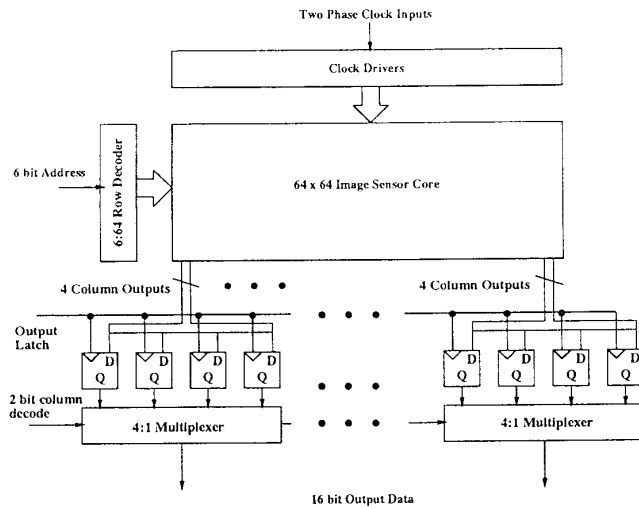 Two Phase Clock Inputs
Clock Drivers
6 bit Address
6:64 Row Decoder
64 x 64 Image Sensor Core
4 Column Outputs
4 Column Outputs
Output
Latch
D D D D D D D D
Q Q Q Q Q Q Q Q
2 bit column
decode
4:1 Multiplexer
4:1 Multiplexer
16 bit Output Data